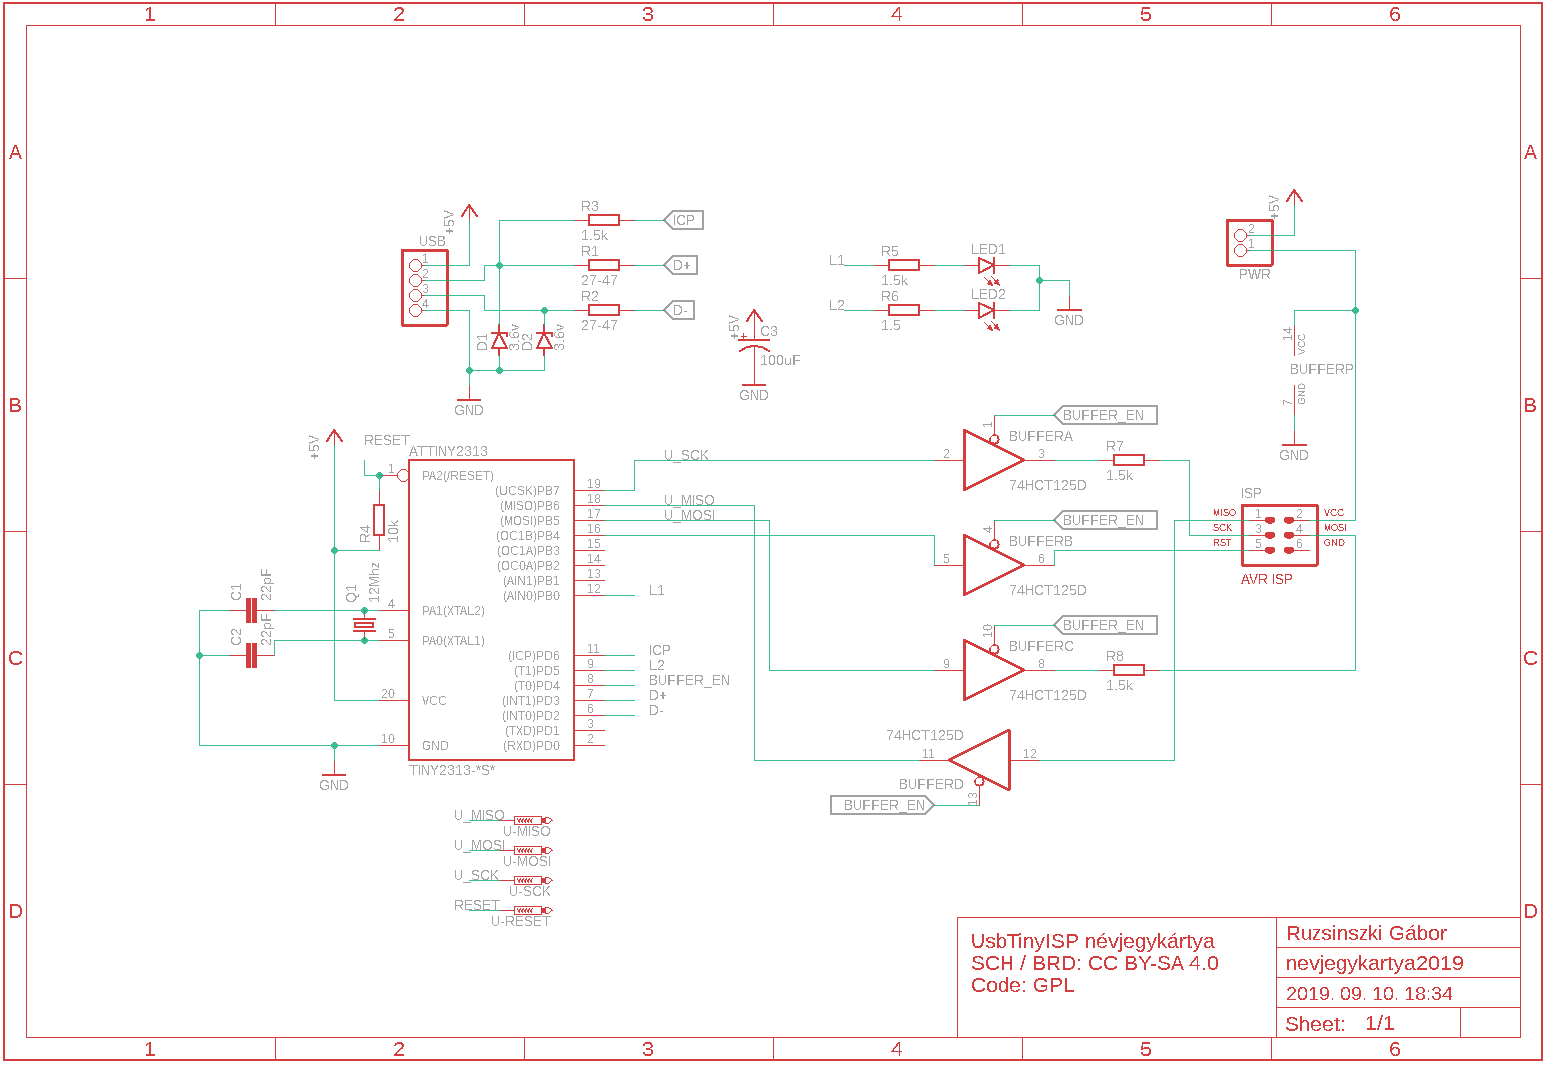 1 2 3 4 5 6
A A
B B
C C
D D
USB
1
2
3
4
+5V
R3
1.5k
ICP
R1
27-47
D+
R2
27-47
D-
D1
3.6v
D2
3.6v
GND
+5V
C3
+
100uF
GND
L1
R5
1.5k
LED1
L2
R6
1.5
LED2
GND
+5V
2
1
PWR
14
VCC
BUFFERP
7
GND
GND
+5V
RESET
ATTINY2313
1
PA2(/RESET)
R4
10k
C1
22pF
C2
22pF
Q1
12Mhz
4
PA1(XTAL2)
5
PA0(XTAL1)
20
VCC
10
GND
GND
TINY2313-*S*
(UCSK)PB7 19
(MISO)PB6 18
(MOSI)PB5 17
(OC1B)PB4 16
(OC1A)PB3 15
(OC0A)PB2 14
(AIN1)PB1 13
(AIN0)PB0 12 L1
(ICP)PD6 11 ICP
(T1)PD5 9 L2
(T0)PD4 8 BUFFER_EN
(INT1)PD3 7 D+
(INT0)PD2 6 D-
(TXD)PD1 3
(RXD)PD0 2
U_SCK
U_MISO
U_MOSI
BUFFER_EN
1
BUFFERA
2
3
74HCT125D
R7
1.5k
BUFFER_EN
4
BUFFERB
5
6
74HCT125D
BUFFER_EN
10
BUFFERC
9
8
74HCT125D
R8
1.5k
74HCT125D
11
12
BUFFERD
13
BUFFER_EN
ISP
MISO 1 2 VCC
SCK 3 4 MOSI
RST 5 6 GND
AVR ISP
U_MISO
U-MISO
U_MOSI
U-MOSI
U_SCK
U-SCK
RESET
U-RESET
UsbTinyISP névjegykártya
SCH / BRD: CC BY-SA 4.0
Code: GPL
Ruzsinszki Gábor
nevjegykartya2019
2019. 09. 10. 18:34
Sheet: 1/1
1 2 3 4 5 6